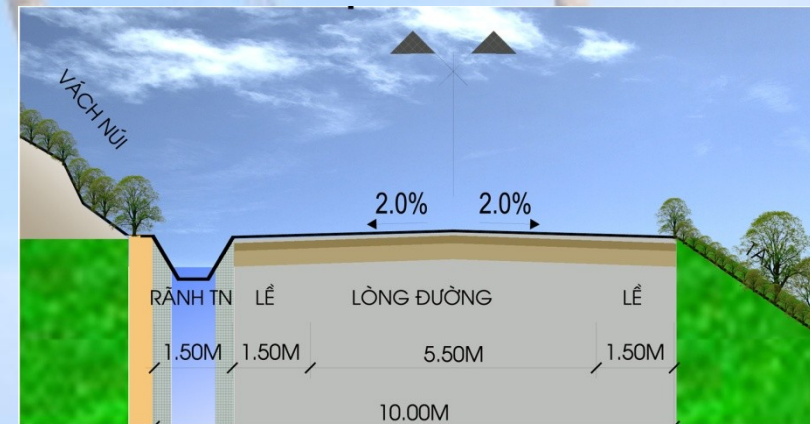 VÁCH NÚI
2.0% 2.0%
RÃNH TN LỀ LÒNG ĐƯỜNG LỀ
1.50M 1.50M 5.50M 1.50M
10.00M